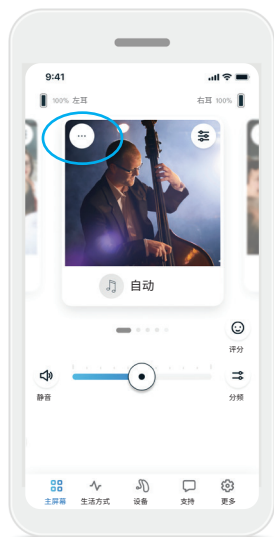 9:41
100% 左耳 右耳 100%
自动
评分
静音 分频
主屏幕 生活方式 设备 支持 更多